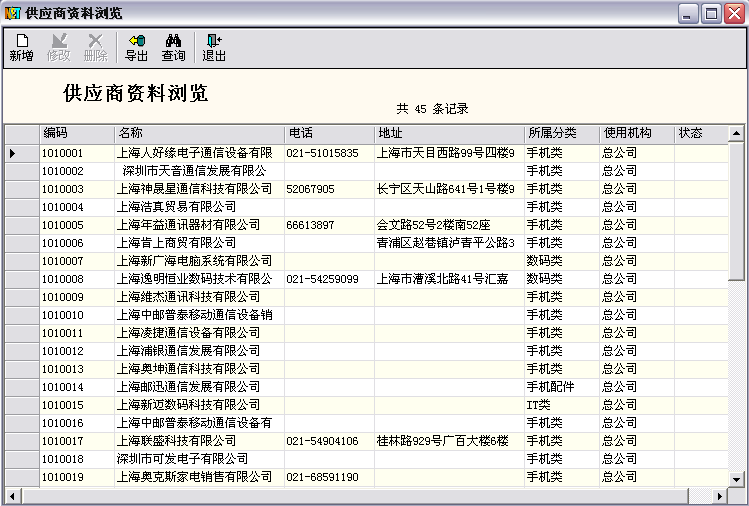 供应商资料浏览
新增 修改 删除 导出 查询 退出
供应商资料浏览
共 45 条记录
编码 名称 电话 地址 所属分类 使用机构 状态
1010001 上海人好缘电子通信设备有限 021-51015835 上海市天目西路99号四楼9 手机类 总公司
1010002 深圳市天音通信发展有限公 手机类 总公司
1010003 上海神晟星通信科技有限公司 52067905 长宁区天山路641号1号楼9 手机类 总公司
1010004 上海浩真贸易有限公司 手机类 总公司
1010005 上海年益通讯器材有限公司 66613897 会文路52号2楼南52座 手机类 总公司
1010006 上海肯上商贸有限公司 青浦区赵巷镇泸青平公路3 手机类 总公司
1010007 上海新广海电脑系统有限公司 数码类 总公司
1010008 上海逸明恒业数码技术有限公 021-54259099 上海市漕溪北路41号汇嘉 数码类 总公司
1010009 上海维杰通讯科技有限公司 手机类 总公司
1010010 上海中邮普泰移动通信设备销 手机类 总公司
1010011 上海凌捷通信设备有限公司 手机类 总公司
1010012 上海浦银通信发展有限公司 手机类 总公司
1010013 上海奥坤通信科技有限公司 手机类 总公司
1010014 上海邮迅通信发展有限公司 手机配件 总公司
1010015 上海新迈数码科技有限公司 IT类 总公司
1010016 上海中邮普泰移动通信设备有 手机类 总公司
1010017 上海联盛科技有限公司 021-54904106 桂林路929号广百大楼6楼 手机类 总公司
1010018 深圳市可发电子有限公司 手机类 总公司
1010019 上海奥克斯家电销售有限公司 021-68591190 手机类 总公司